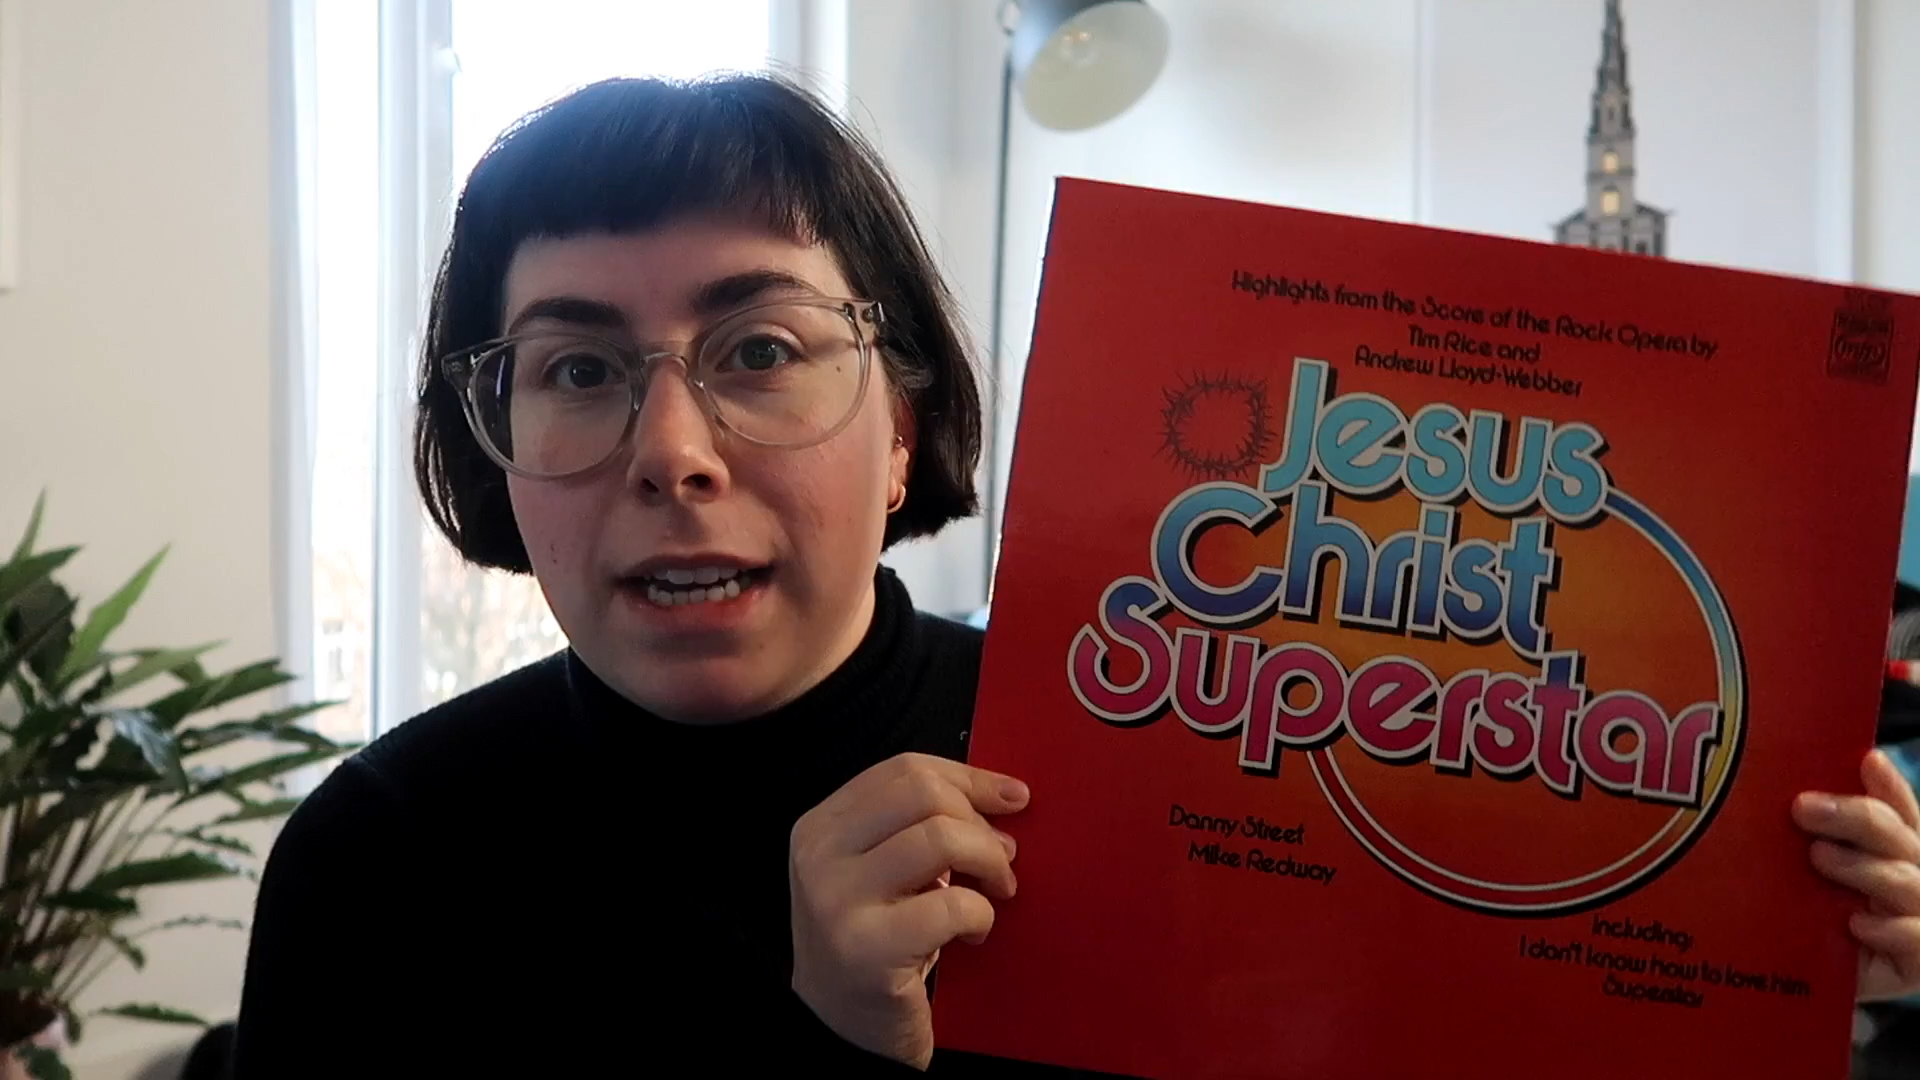 Highlights from the Score of the Rock Opera by
Tim Rice and
Andrew Lloyd-Webber
mfp
Jesus
Christ
Superstar
Danny Street
Mike Redway
including:
I don't know how to love him
Superstar